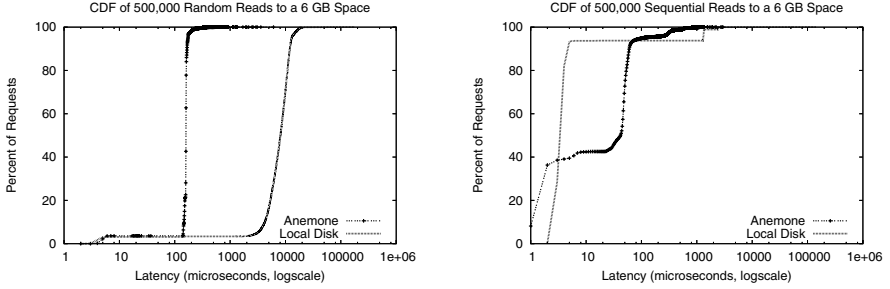 CDF of 500,000 Random Reads to a 6 GB Space
100
80
60
40
20
0
Percent of Requests
Anemone
Local Disk
1 10 100 1000 10000 100000 1e+06
Latency (microseconds, logscale)
CDF of 500,000 Sequential Reads to a 6 GB Space
100
80
60
40
20
0
Percent of Requests
Anemone
Local Disk
1 10 100 1000 10000 100000 1e+06
Latency (microseconds, logscale)